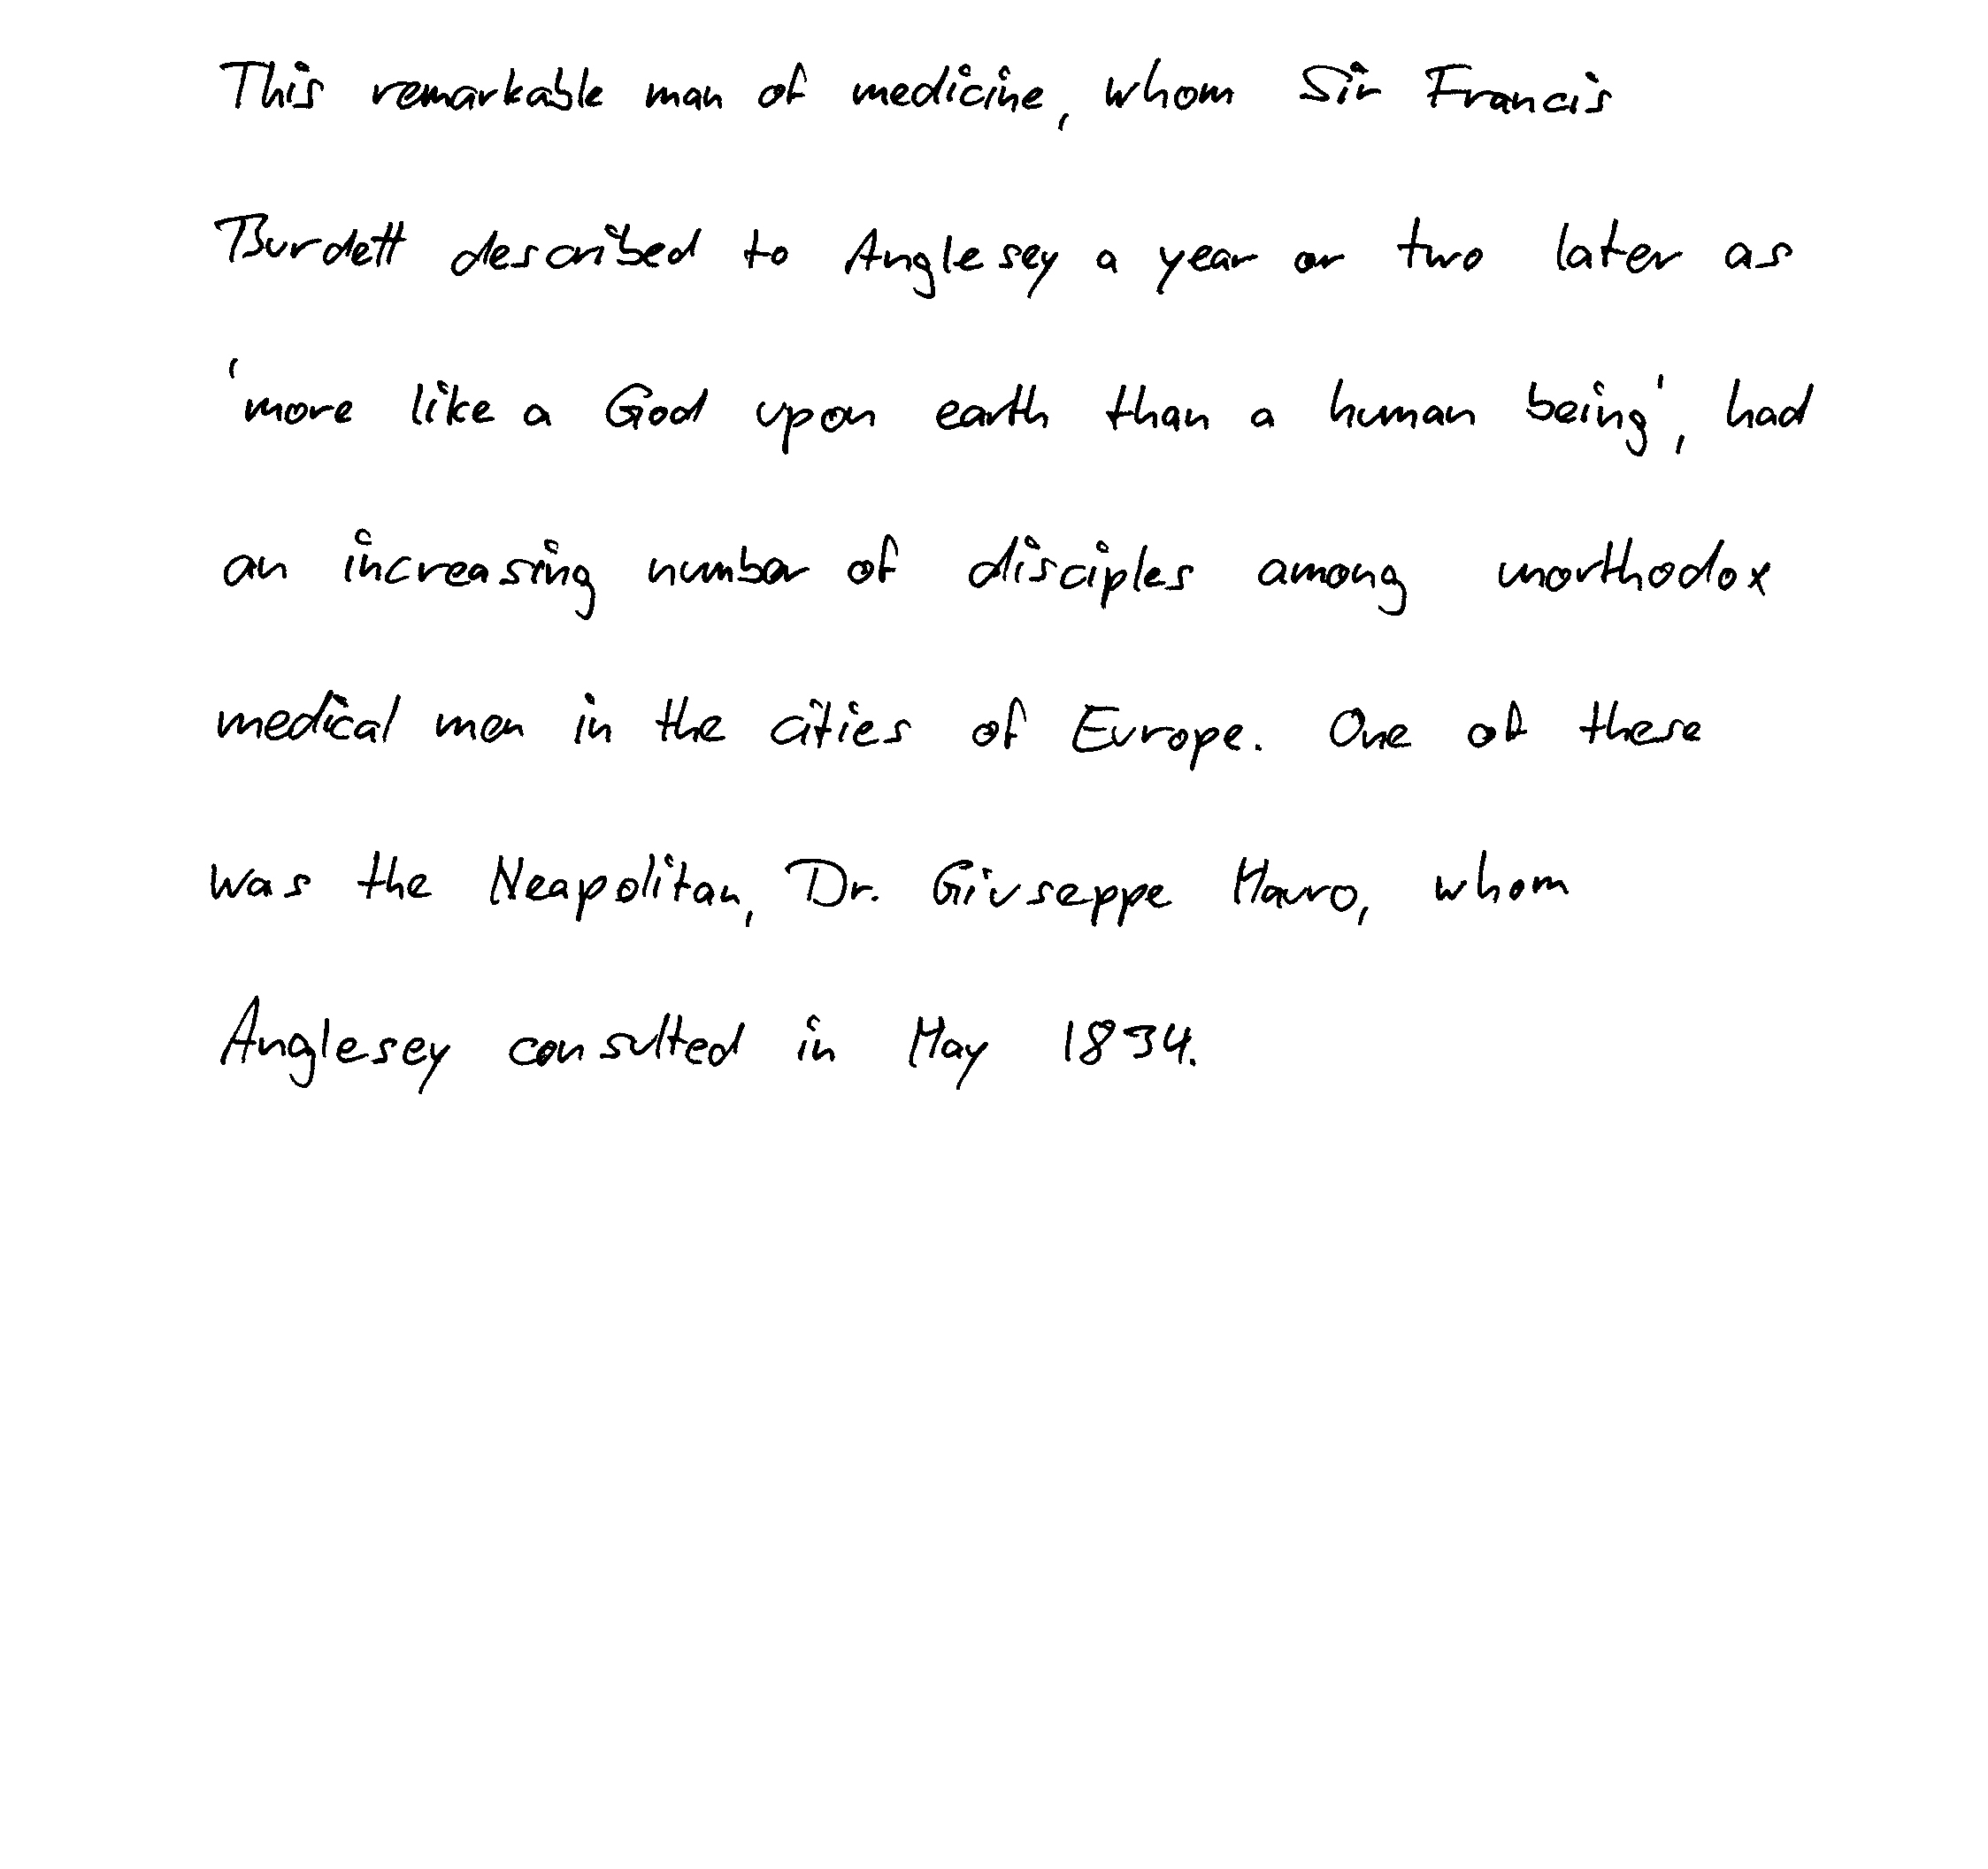 This remarkable man of medicine, whom Sir Francis
Burdett described to Anglesey a year or two later as
'more like a God upon earth than a human being', had
an increasing number of disciples among unorthodox
medical men in the cities of Europe. One of these
was the Neapolitan, Dr. Giuseppe Mauro, whom
Anglesey consulted in May 1834.